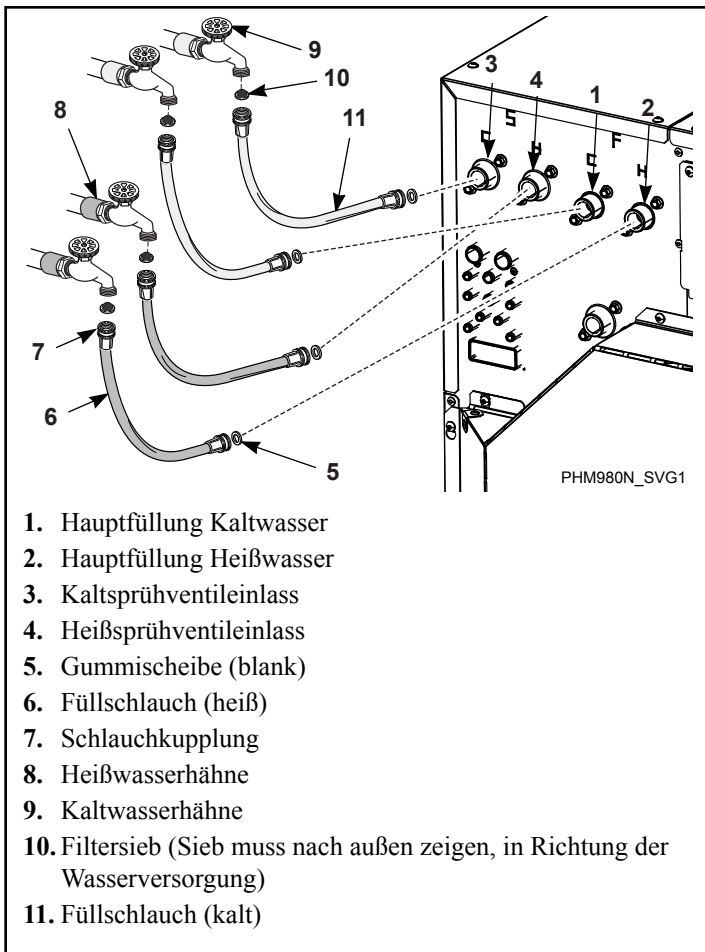 9
10
11
8
3
4
1
2
S
F
C
H
C
H
7
6
5
PHM980N_SVG1
1. Hauptfüllung Kaltwasser
2. Hauptfüllung Heißwasser
3. Kaltsprühventileinlass
4. Heißsprühventileinlass
5. Gummischeibe (blank)
6. Füllschlauch (heiß)
7. Schlauchkupplung
8. Heißwasserhähne
9. Kaltwasserhähne
10. Filtersieb (Sieb muss nach außen zeigen, in Richtung der
Wasserversorgung)
11. Füllschlauch (kalt)